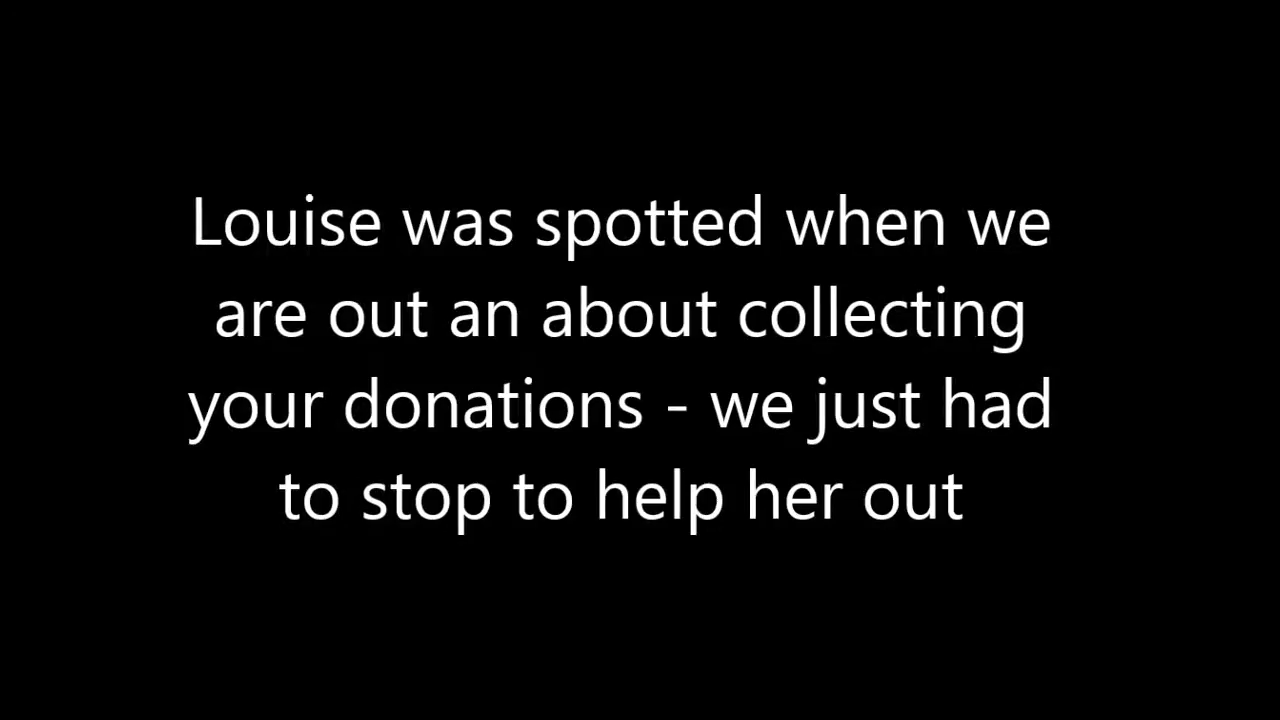 Louise was spotted when we
are out an about collecting
your donations - we just had
to stop to help her out